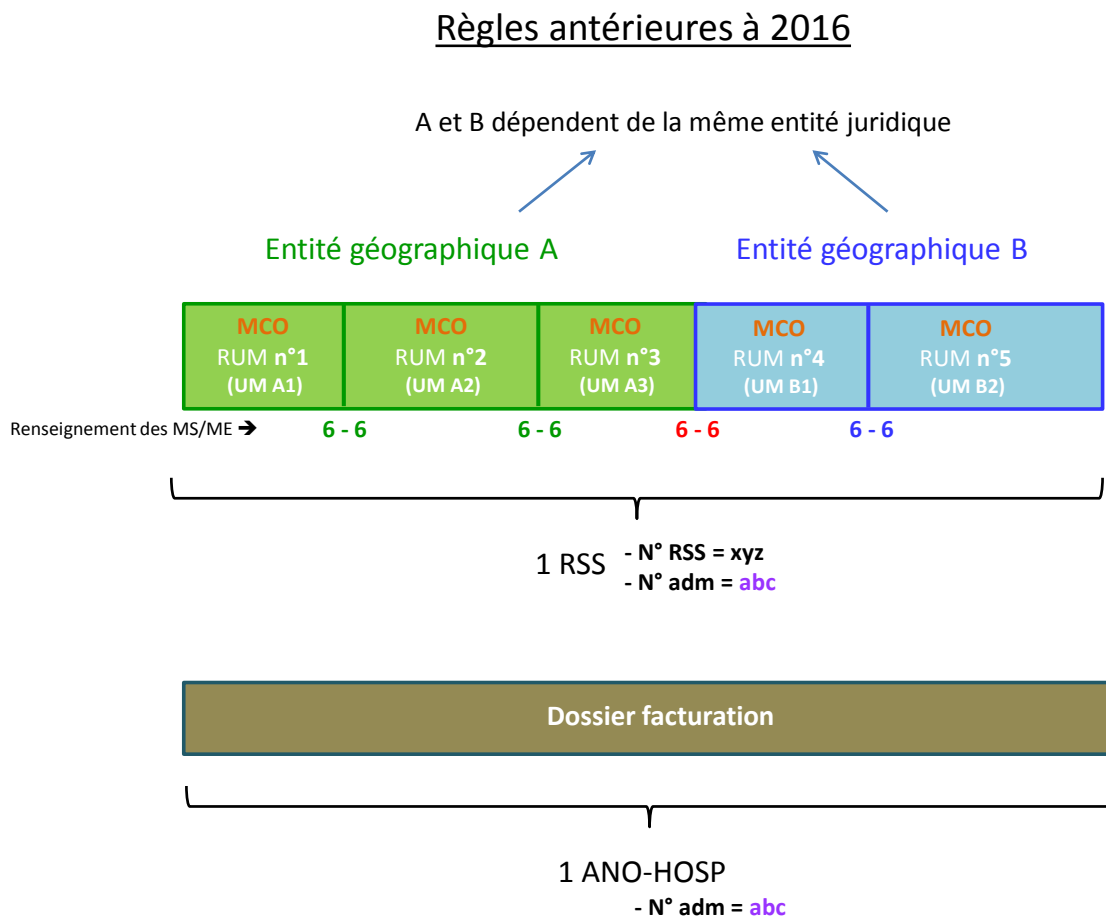 Règles antérieures à 2016
A et B dépendent de la même entité juridique
Entité géographique A
Entité géographique B
MCO
RUM n°1
(UM A1)
MCO
RUM n°2
(UM A2)
MCO
RUM n°3
(UM A3)
MCO
RUM n°4
(UM B1)
MCO
RUM n°5
(UM B2)
Renseignement des MS/ME ➔
6 - 6
6 - 6
6 - 6
6 - 6
1 RSS
- N° RSS = xyz
- N° adm = abc
Dossier facturation
1 ANO-HOSP
- N° adm = abc